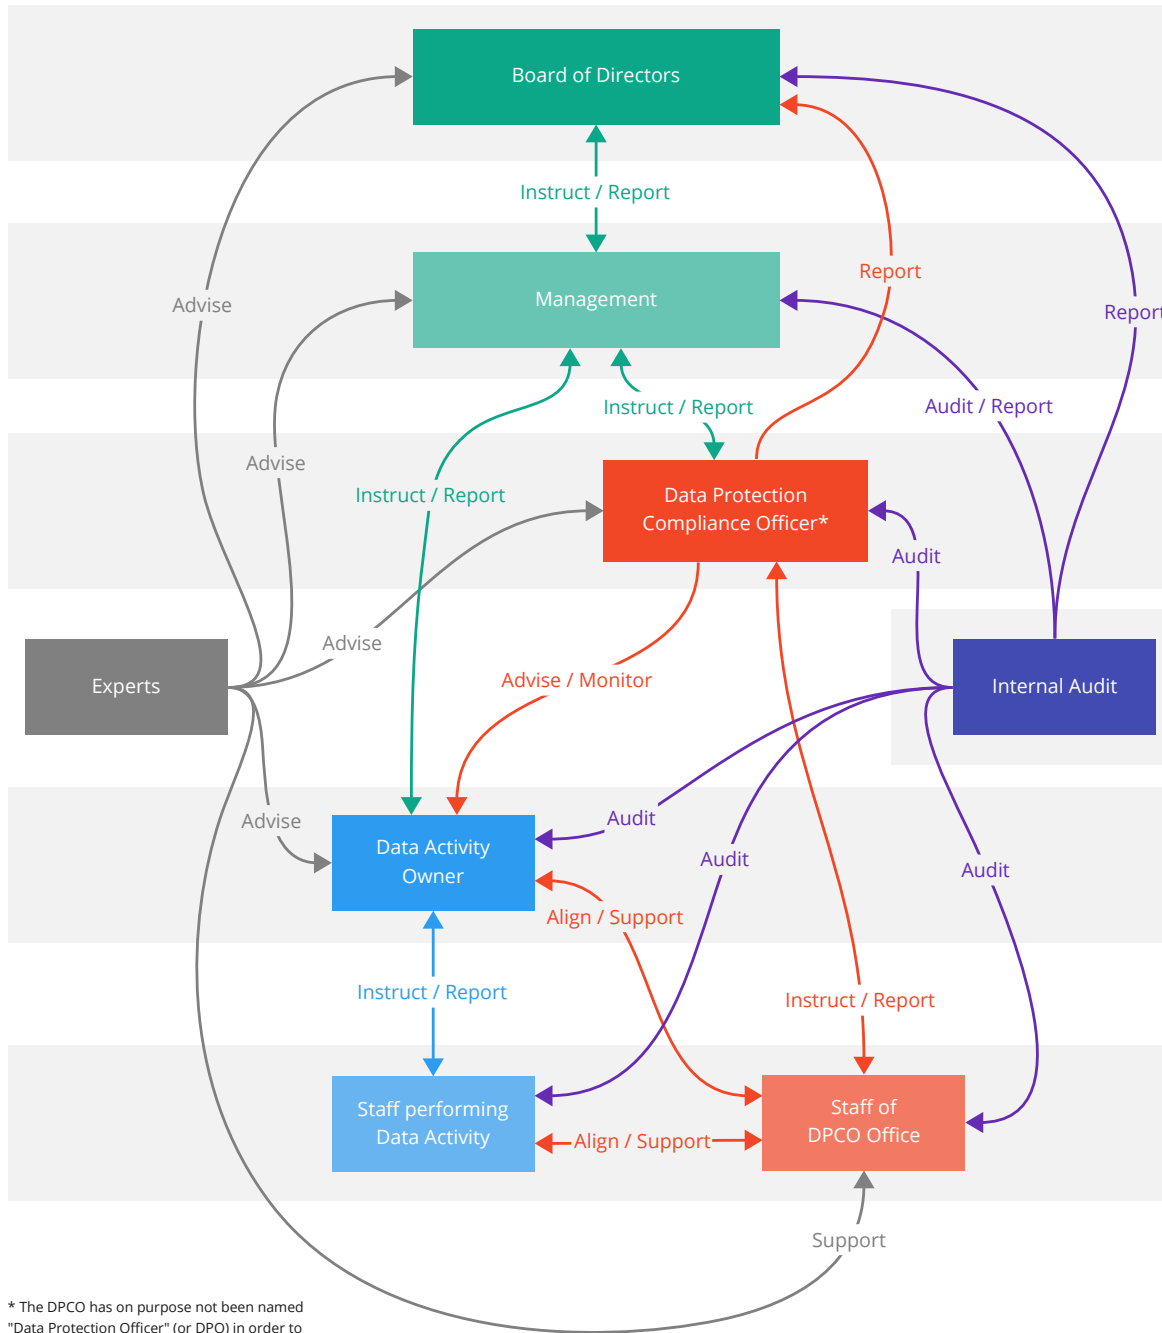 Board of Directors
Instruct / Report
Report
Management
Advise
Report
Instruct / Report
Audit / Report
Advise
Instruct / Report
Data Protection
Compliance Officer*
Audit
Advise
Advise / Monitor
Experts
Internal Audit
Audit
Advise
Data Activity
Owner
Audit
Audit
Align / Support
Instruct / Report
Instruct / Report
Staff performing
Data Activity
Staff of
DPCO Office
Align / Support
Support
* The DPCO has on purpose not been named
"Data Protection Officer" (or DPO) in order to